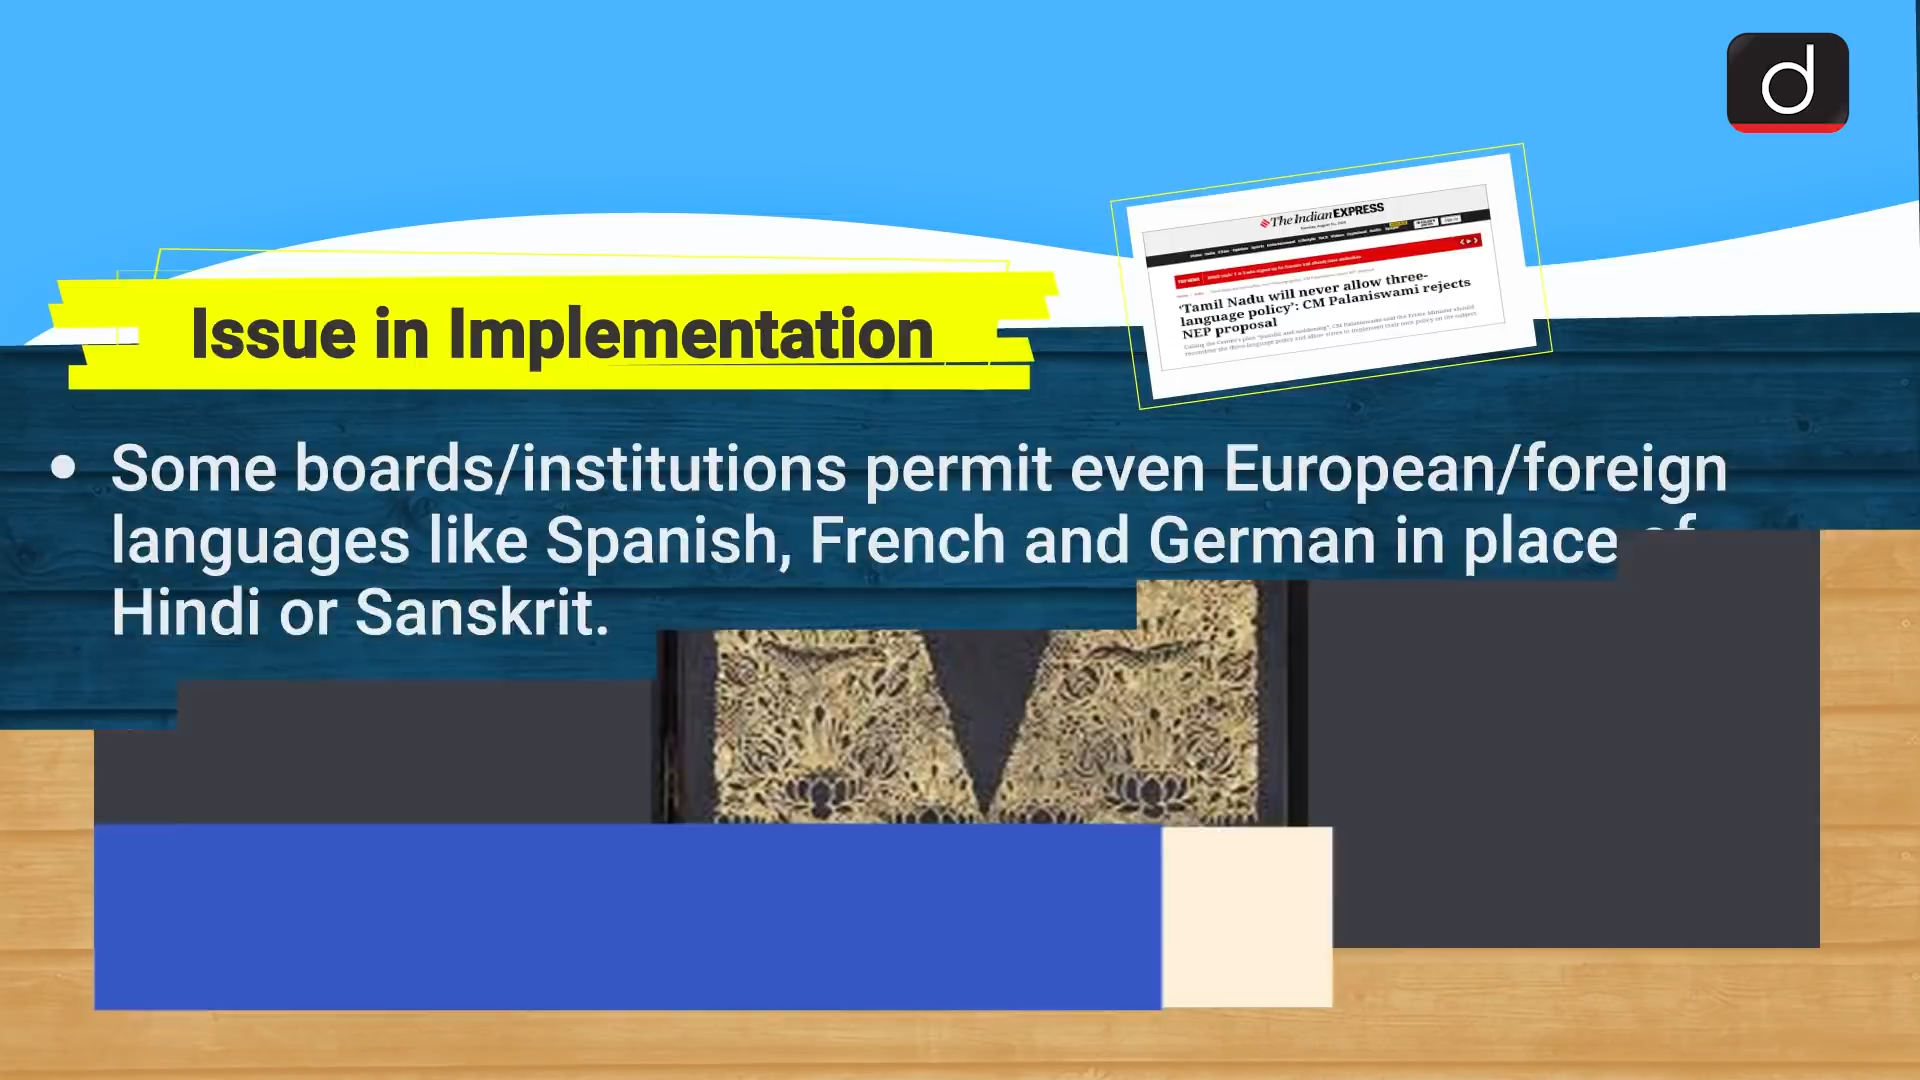 d
The Indian EXPRESS
'Tamil Nadu will never allow three-
language policy': CM Palaniswami rejects
NEP proposal
Issue in Implementation
• Some boards/institutions permit even European/foreign
languages like Spanish, French and German in place of
Hindi or Sanskrit.